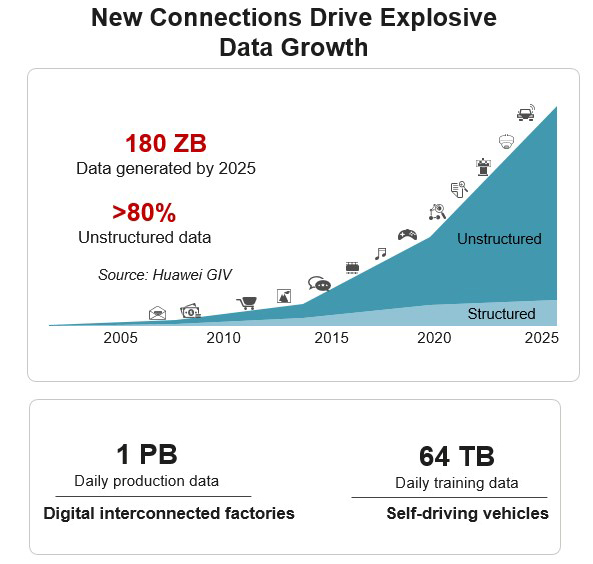 New Connections Drive Explosive
Data Growth
180 ZB
Data generated by 2025
>80%
Unstructured data
Source: Huawei GIV
Unstructured
Structured
2005 2010 2015 2020 2025
1 PB
Daily production data
Digital interconnected factories
64 TB
Daily training data
Self-driving vehicles